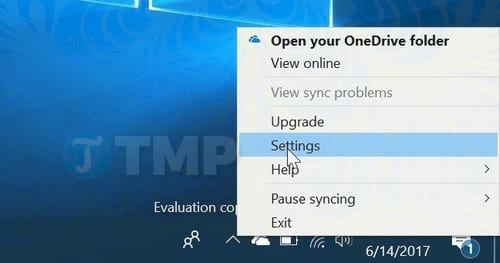 Open your OneDrive folder
View online
View sync problems
Upgrade
TMP
Settings
Help
Pause syncing
Evaluation cop
Exit
6/14/2017
1